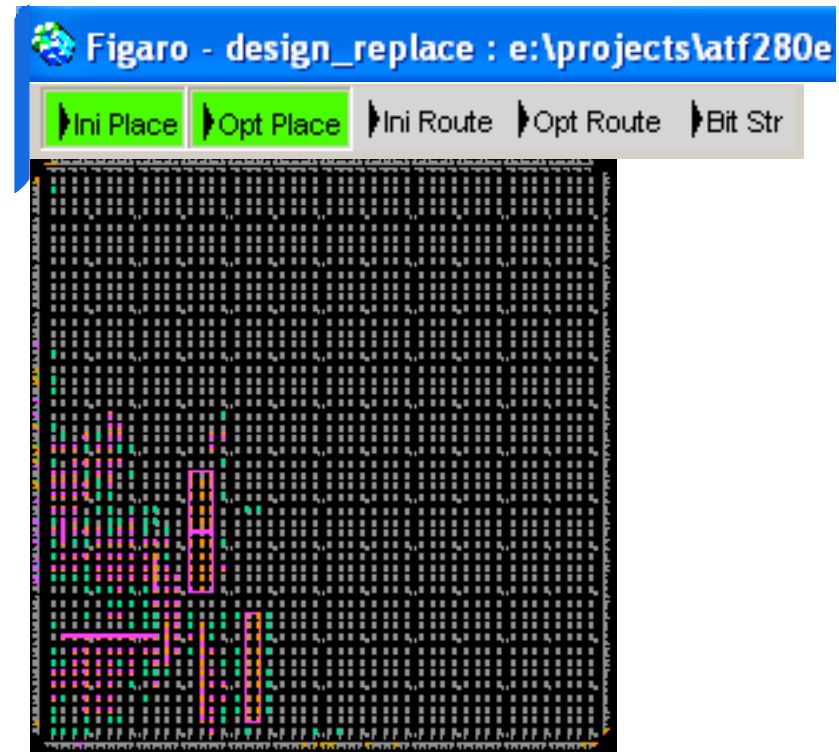 Figaro - design_replace : e:\projects\atf280e
Ini Place Opt Place Ini Route Opt Route Bit Str